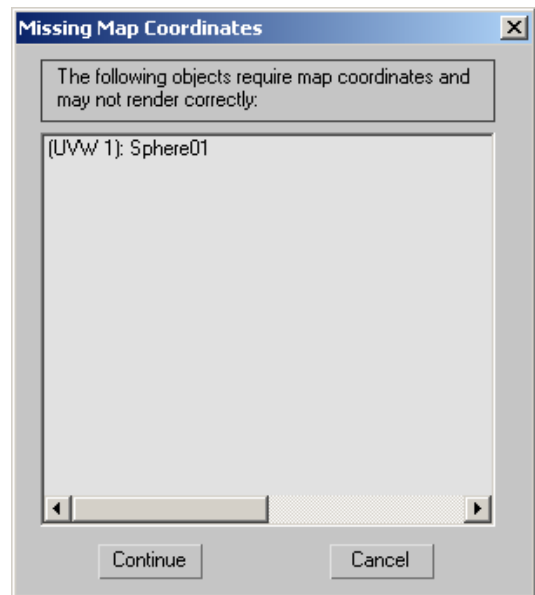 Missing Map Coordinates
The following objects require map coordinates and
may not render correctly:
(UVW 1): Sphere01
Continue
Cancel